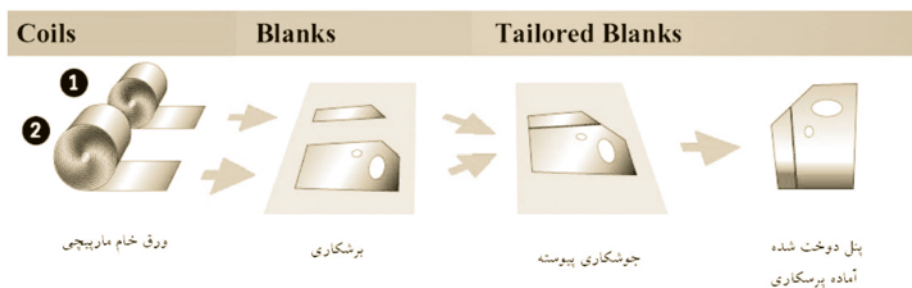 Coils
Blanks
Tailored Blanks
1
2
ورق خام مارپیچی
برشکاری
جوشکاری پیوسته
پنل دوخت شده
آماده پرسکاری